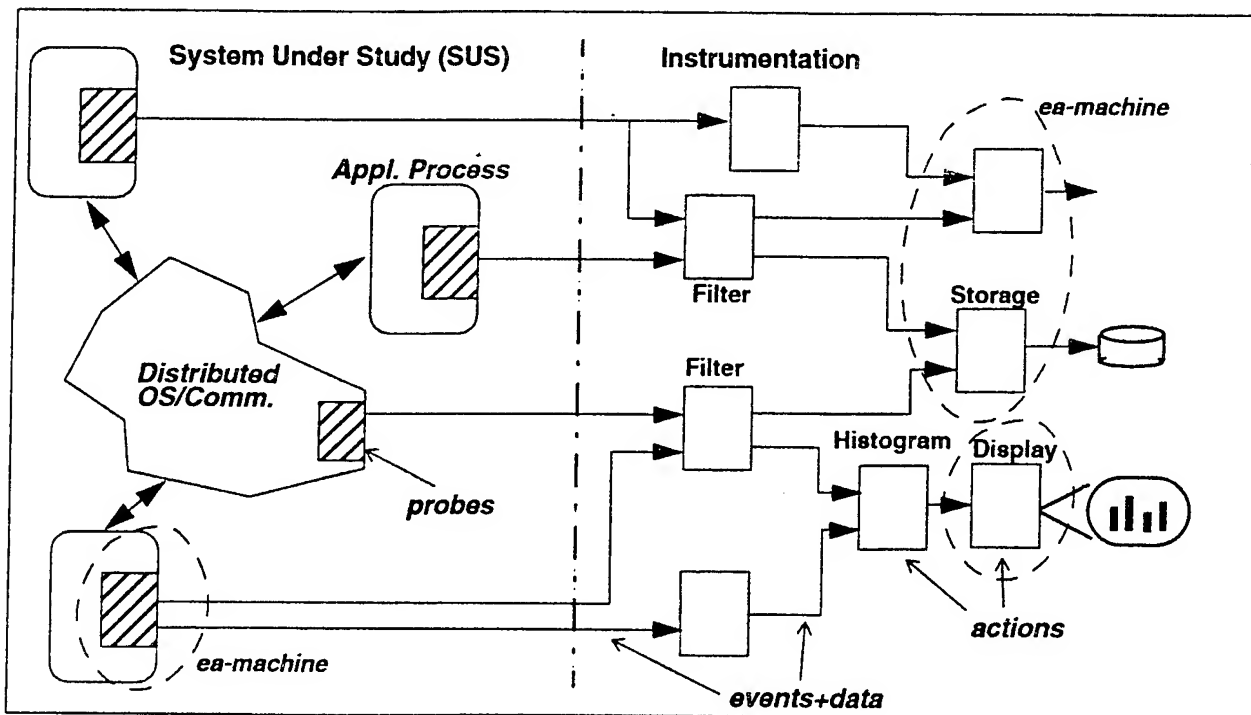 System Under Study (SUS)
Instrumentation
ea-machine
Appl. Process
Filter
Storage
Distributed
OS/Comm.
Filter
Histogram
Display
probes
actions
ea-machine
events+data